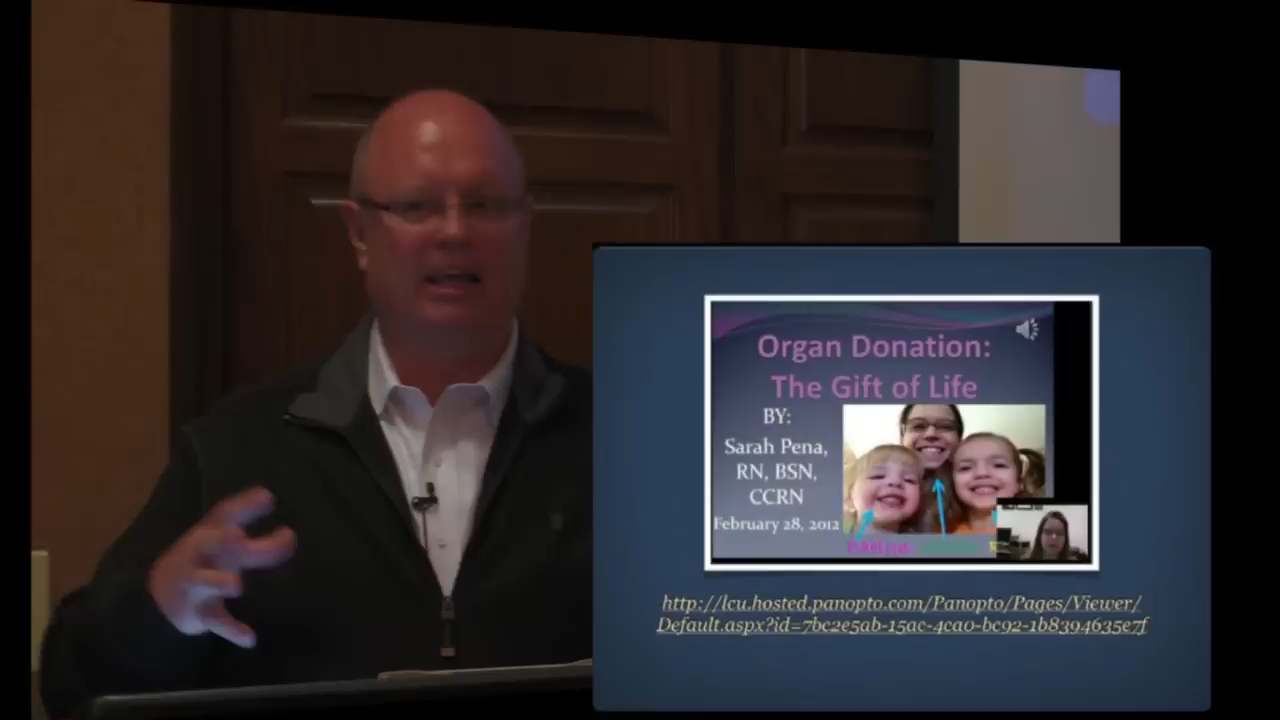 Organ Donation:
The Gift of Life
BY:
Sarah Pena,
RN, BSN,
CCRN
February 28, 2012
http://lcu.hosted.panopto.com/Panopto/Pages/Viewer/
Default.aspx?id=7bc2e5ab-15ac-4ca0-bc92-1b8394635e7f